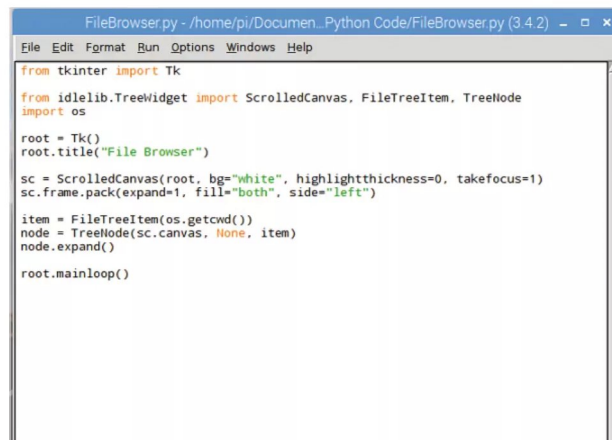 FileBrowser.py - /home/pi/Documen...Python Code/FileBrowser.py (3.4.2)
File Edit Format Run Options Windows Help
from tkinter import Tk
from idlelib.TreeWidget import ScrolledCanvas, FileTreeItem, TreeNode
import os
root = Tk()
root.title("File Browser")
sc = ScrolledCanvas(root, bg="white", highlightthickness=0, takefocus=1)
sc.frame.pack(expand=1, fill="both", side="left")
item = FileTreeItem(os.getcwd())
node = TreeNode(sc.canvas, None, item)
node.expand()
root.mainloop()